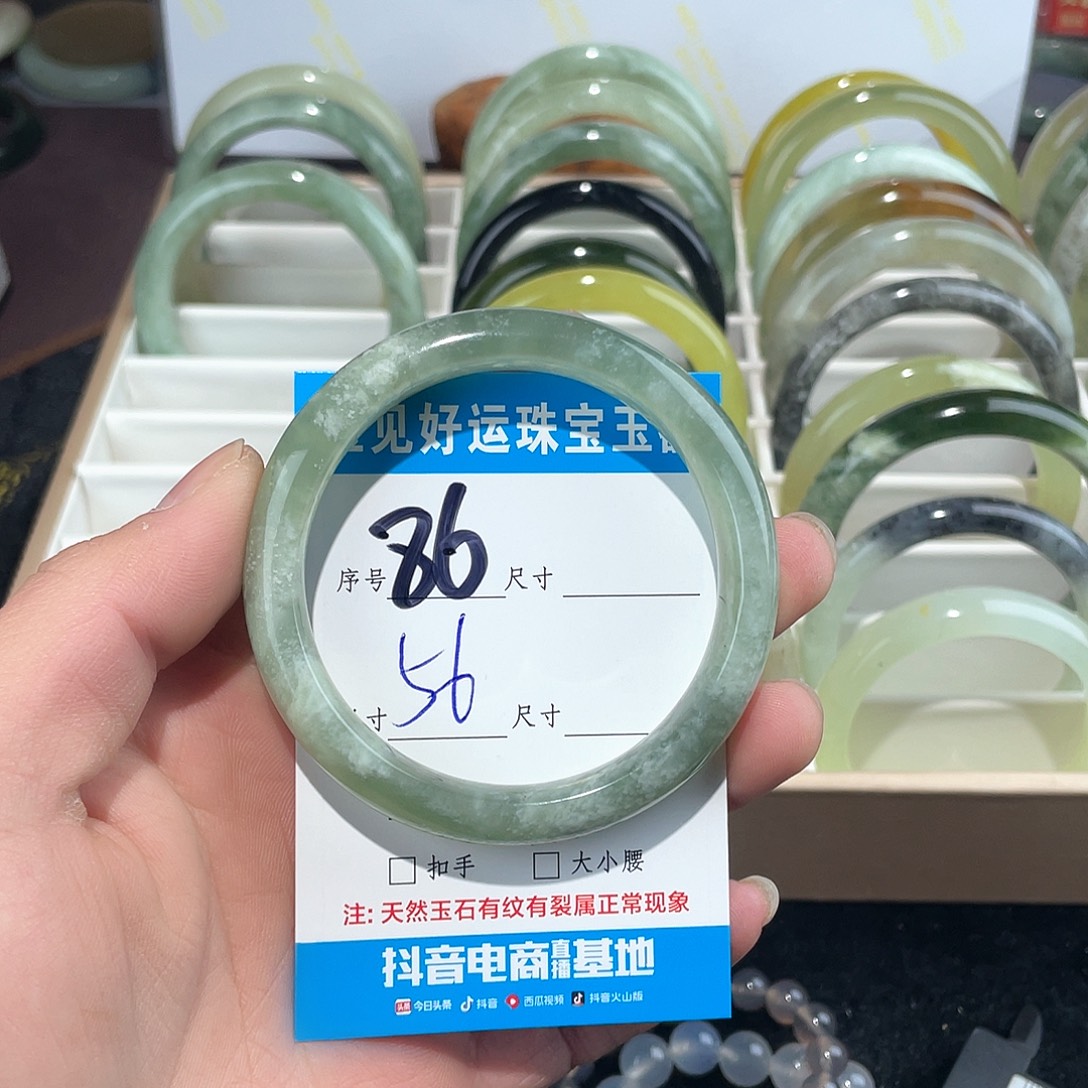 见好运珠宝玉
序号 86 尺寸
寸 56 尺寸
扣手 大小腰
注: 天然玉石有纹有裂属正常现象
抖音电商直播基地
头条 今日头条 抖音 西瓜视频 抖音火山版